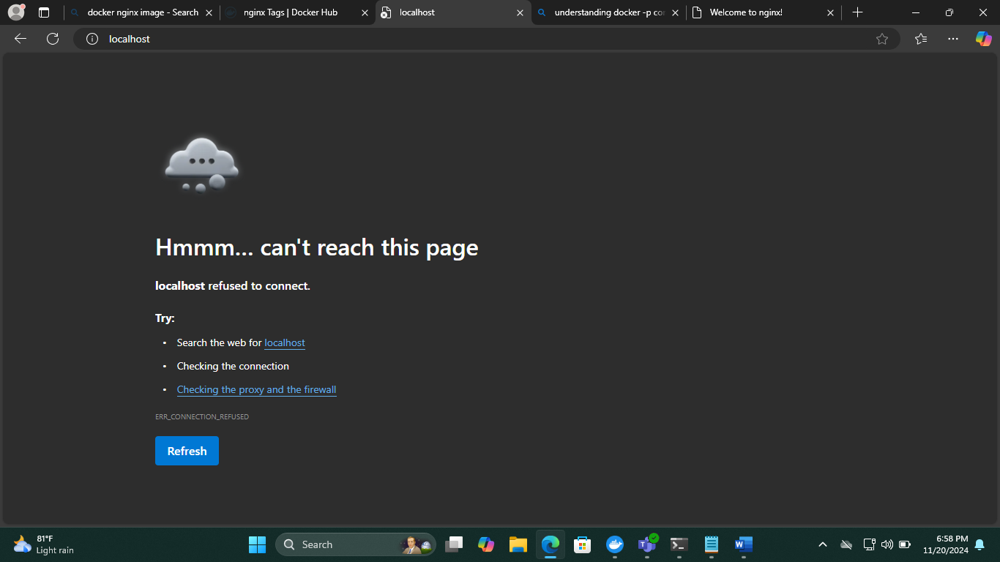 docker nginx image - Search
nginx Tags | Docker Hub
localhost
understanding docker -p co
Welcome to nginx!
localhost
Hmmm... can't reach this page
localhost refused to connect.
Try:
• Search the web for localhost
• Checking the connection
• Checking the proxy and the firewall
ERR_CONNECTION_REFUSED
Refresh
81°F
Light rain
Search
6:58 PM
11/20/2024